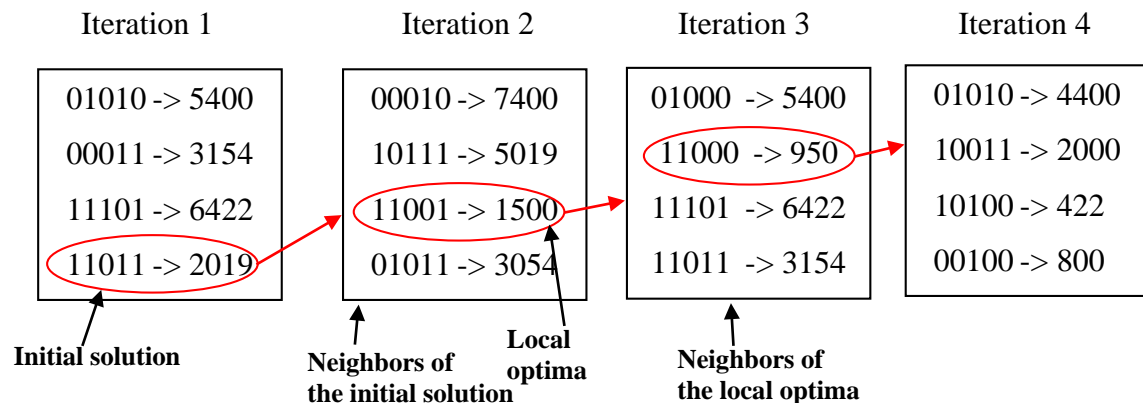 Iteration 1
Iteration 2
Iteration 3
Iteration 4
01010 -> 5400
00011 -> 3154
11101 -> 6422
11011 -> 2019
00010 -> 7400
10111 -> 5019
11001 -> 1500
01011 -> 3054
01000 -> 5400
11000 -> 950
11101 -> 6422
11011 -> 3154
01010 -> 4400
10011 -> 2000
10100 -> 422
00100 -> 800
Initial solution
Neighbors of
the initial solution
Local
optima
Neighbors of
the local optima